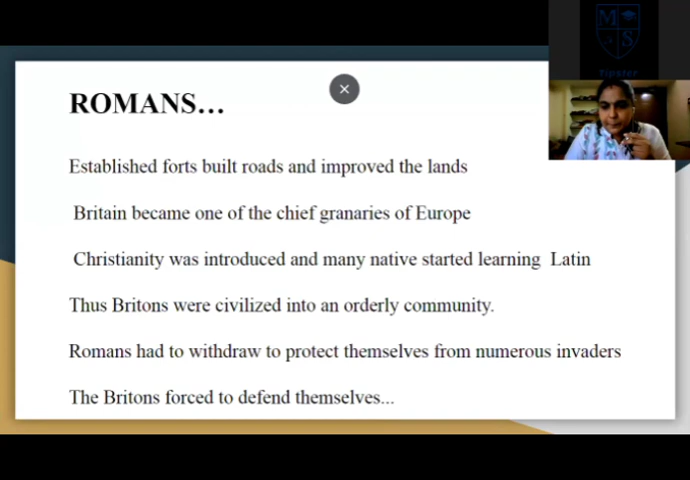 M
S
Tipster
ROMANS...
Established forts built roads and improved the lands
Britain became one of the chief granaries of Europe
Christianity was introduced and many native started learning Latin
Thus Britons were civilized into an orderly community.
Romans had to withdraw to protect themselves from numerous invaders
The Britons forced to defend themselves...